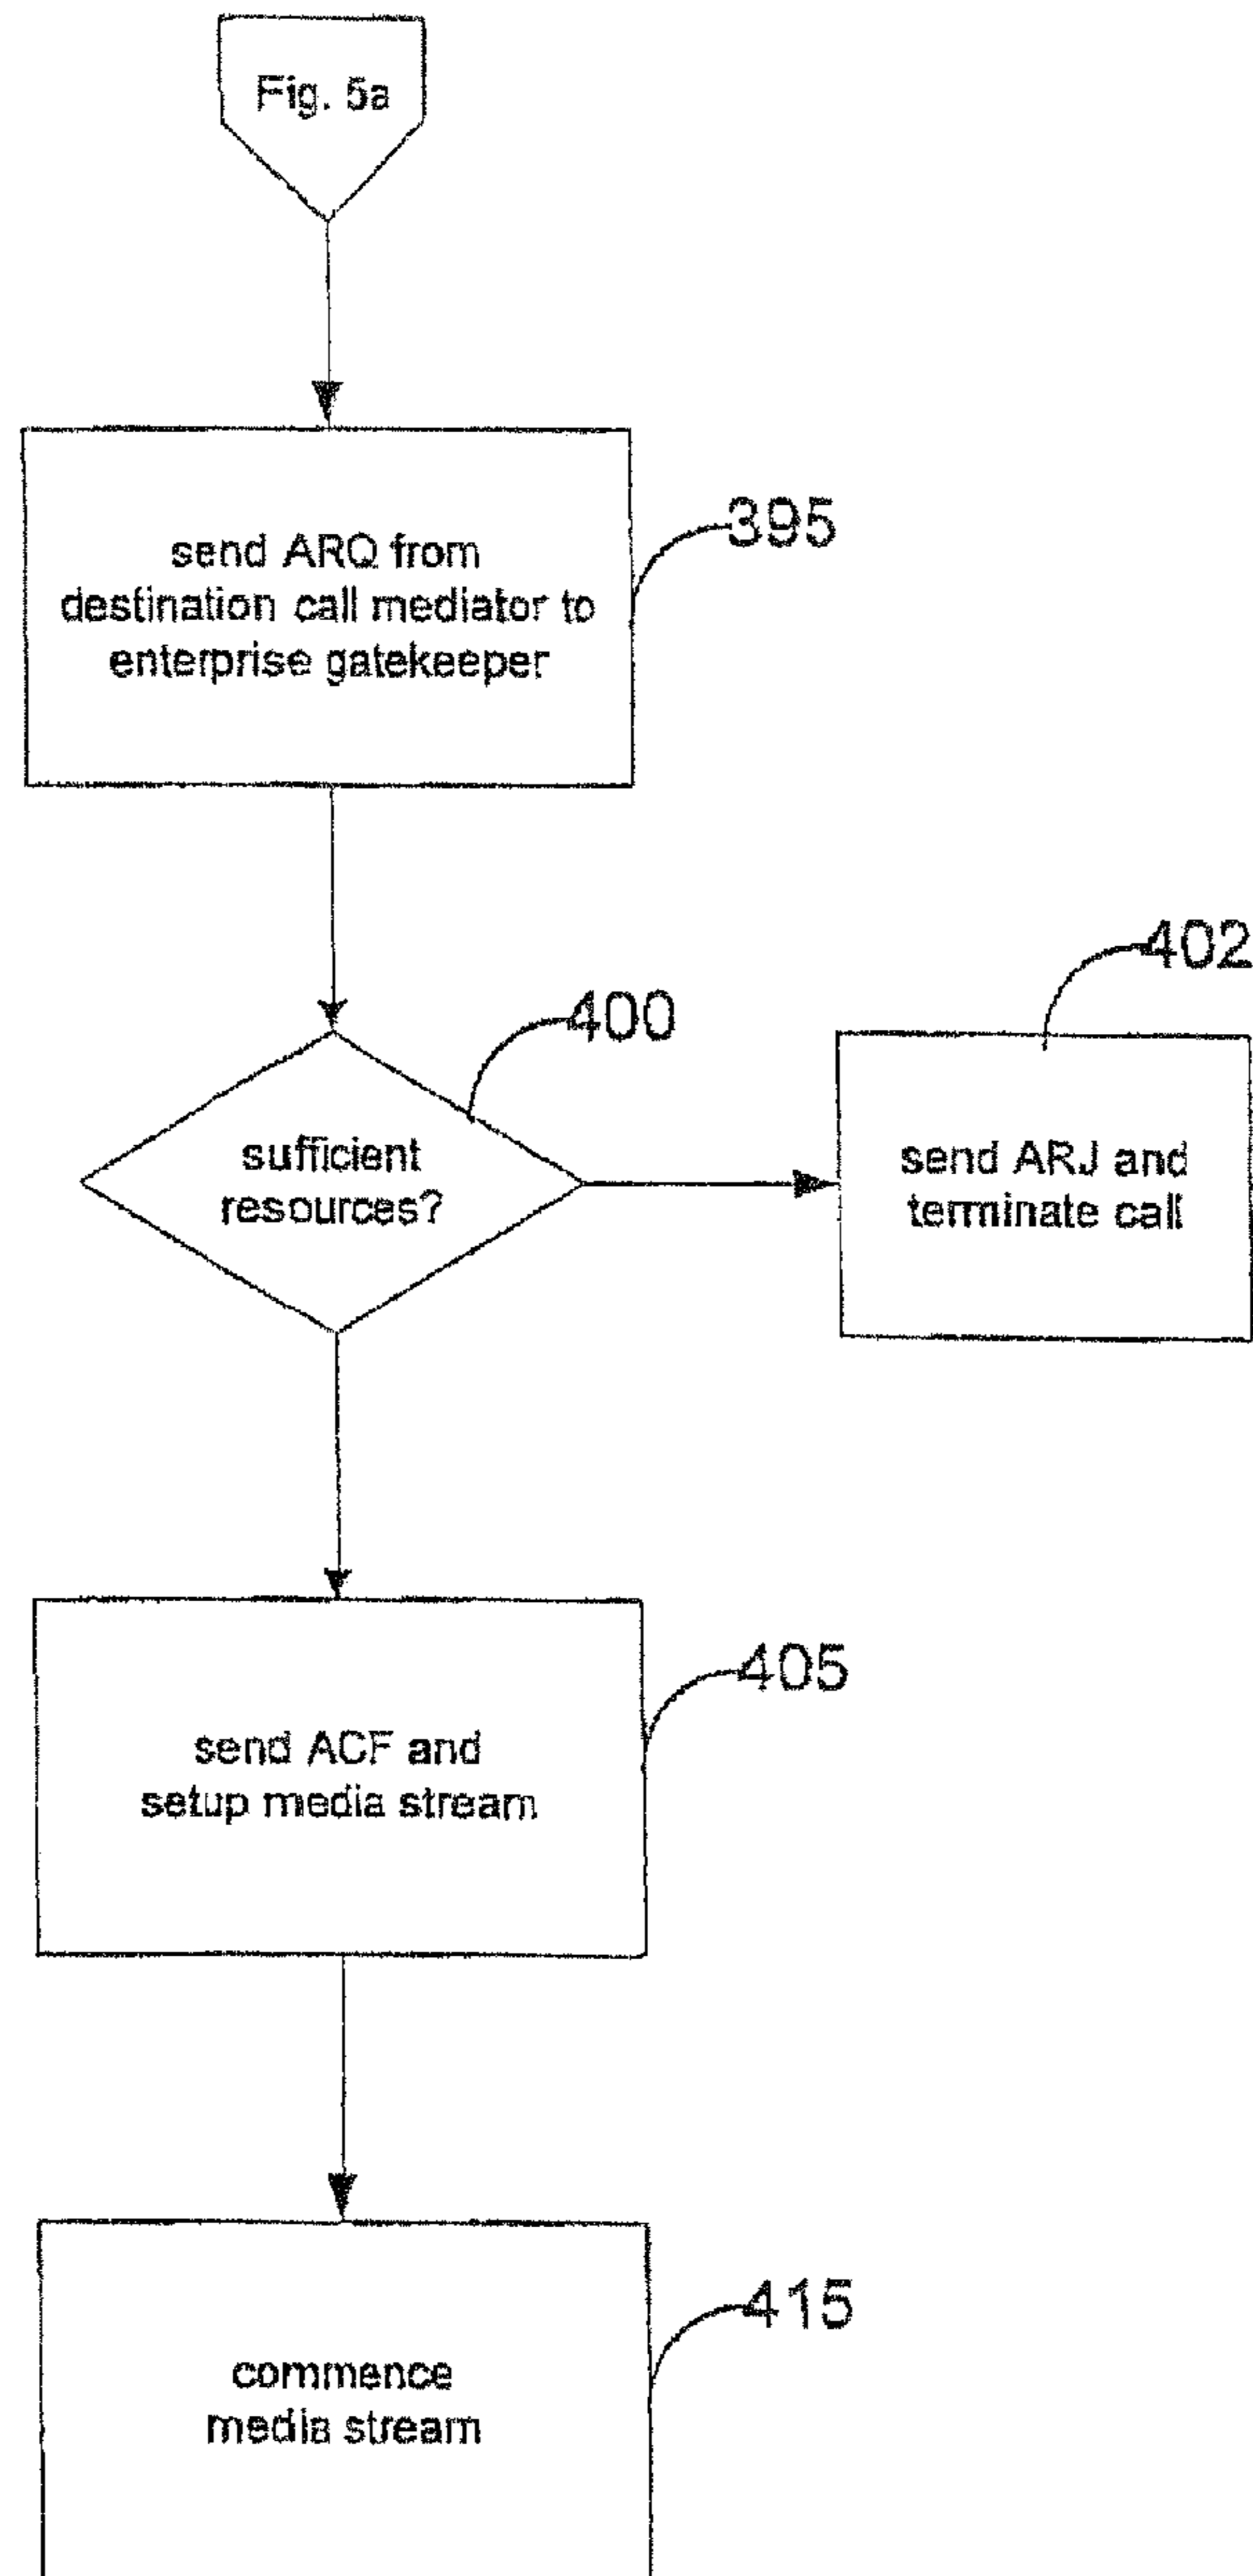 Fig. 5a
send ARQ from
destination call mediator to
enterprise gatekeeper
395
sufficient
resources?
400
send ARJ and
terminate call
402
send ACF and
setup media stream
405
commence
media stream
415